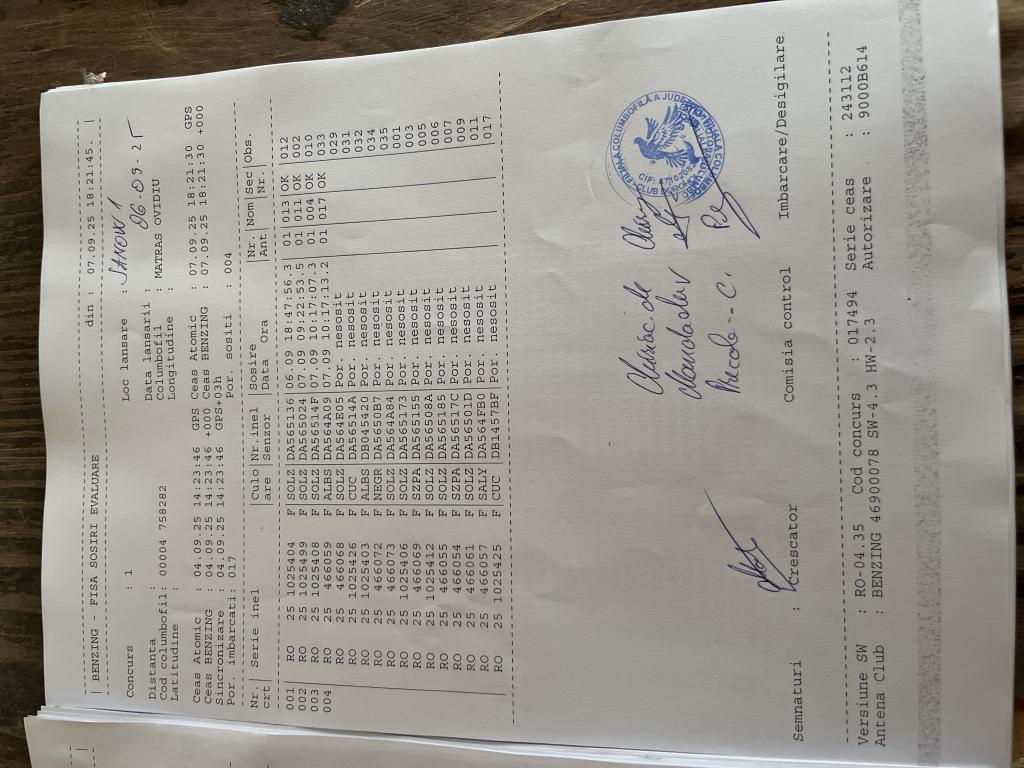 | BENZING - FISA SOSIRI EVALUARE din : 07.09.25 18:21:45. |
Concurs : 1 Loc lansare : SANOVV 1
Distanta : Data lansarii : 06-09-25
Cod columbofil: 00004 758282 Columbofil : MATRAS OVIDIU
Latitudine : Longitudine :
Ceas Atomic : 04.09.25 14:23:46 GPS Ceas Atomic : 07.09.25 18:21:30 GPS
Ceas BENZING : 04.09.25 14:23:46 +000 Ceas BENZING : 07.09.25 18:21:30 +000
Sincronizare : 04.09.25 14:23:46 GPS+03h
Por. imbarcati: 017 Por. sositi : 004
Nr. | Serie inel . |Culo|Nr.inel |Sosire Nr.|Nom|Sec|Obs.
crt are |Senzor |Data Ora Ant| |Nr.|
001 | RO 25 1025404 F |SOLZ |DA565136|06.09 18:47:56.3| 01|013|OK |012
002 | RO 25 1025499 F |SOLZ |DA565024|07.09 09:22:53.5| 01|011|OK |002
003 | RO 25 1025408 F |SOLZ |DA56514F|07.09 10:17:07.3| 01|004|OK |013
004 | RO 25 466059 F |ALBS |DA564A09|07.09 10:17:13.2| 01|017|OK |033
RO 25 466068 F |SOLZ |DA564E05|Por. nesosit 029
RO 25 1025426 F |CUC |DA56514A|Por. nesosit 031
RO 25 1025403 F |ALBS |DA04542D|Por. nesosit 032
RO 25 466072 F |NEGR |DA5650B7|Por. nesosit 034
RO 25 466073 F |SOLZ |DA564A84|Por. nesosit 035
RO 25 1025406 F |SOLZ |DA565173|Por. nesosit 001
RO 25 466069 F |SZPA |DA565155|Por. nesosit 003
RO 25 1025412 F |SOLZ |DA56508A|Por. nesosit 005
RO 25 466055 F |SOLZ |DA565185|Por. nesosit 006
RO 25 466054 F |SZPA |DA56517C|Por. nesosit 007
RO 25 466061 F |SOLZ |DA56501D|Por. nesosit 009
RO 25 466057 F |SALY |DA564FB0|Por. nesosit 011
RO 25 1025425 F |CUC |DB1457BF|Por. nesosit 017
FILIALA COLUMBOFILA A JUDETULUI
CLUB DOROHOI
Semnaturi : Crescator Comisia control Imbarcare/Desigilare
Versiune SW : RO-04.35 Cod concurs : 017494 Serie ceas : 243112
Antena Club : BENZING 46900078 SW-4.3 HW-2.3 Autorizare : 9000B614